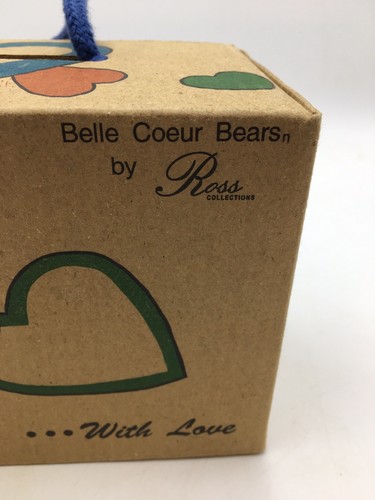 Belle Coeur Bearsn
by Ross
COLLECTIONS
...With Love